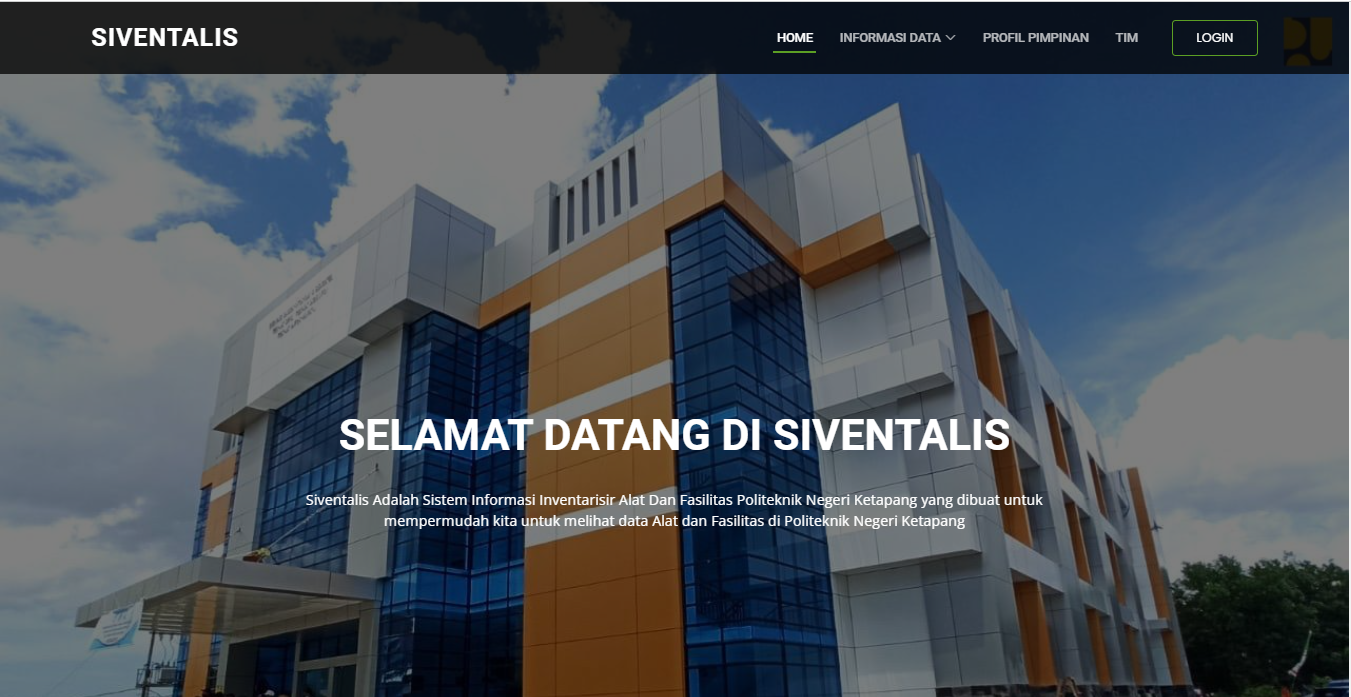 SIVENTALIS
HOME INFORMASI DATA PROFIL PIMPINAN TIM LOGIN
SELAMAT DATANG DI SIVENTALIS
Siventalis Adalah Sistem Informasi Inventarisir Alat Dan Fasilitas Politeknik Negeri Ketapang yang dibuat untuk
mempermudah kita untuk melihat data Alat dan Fasilitas di Politeknik Negeri Ketapang